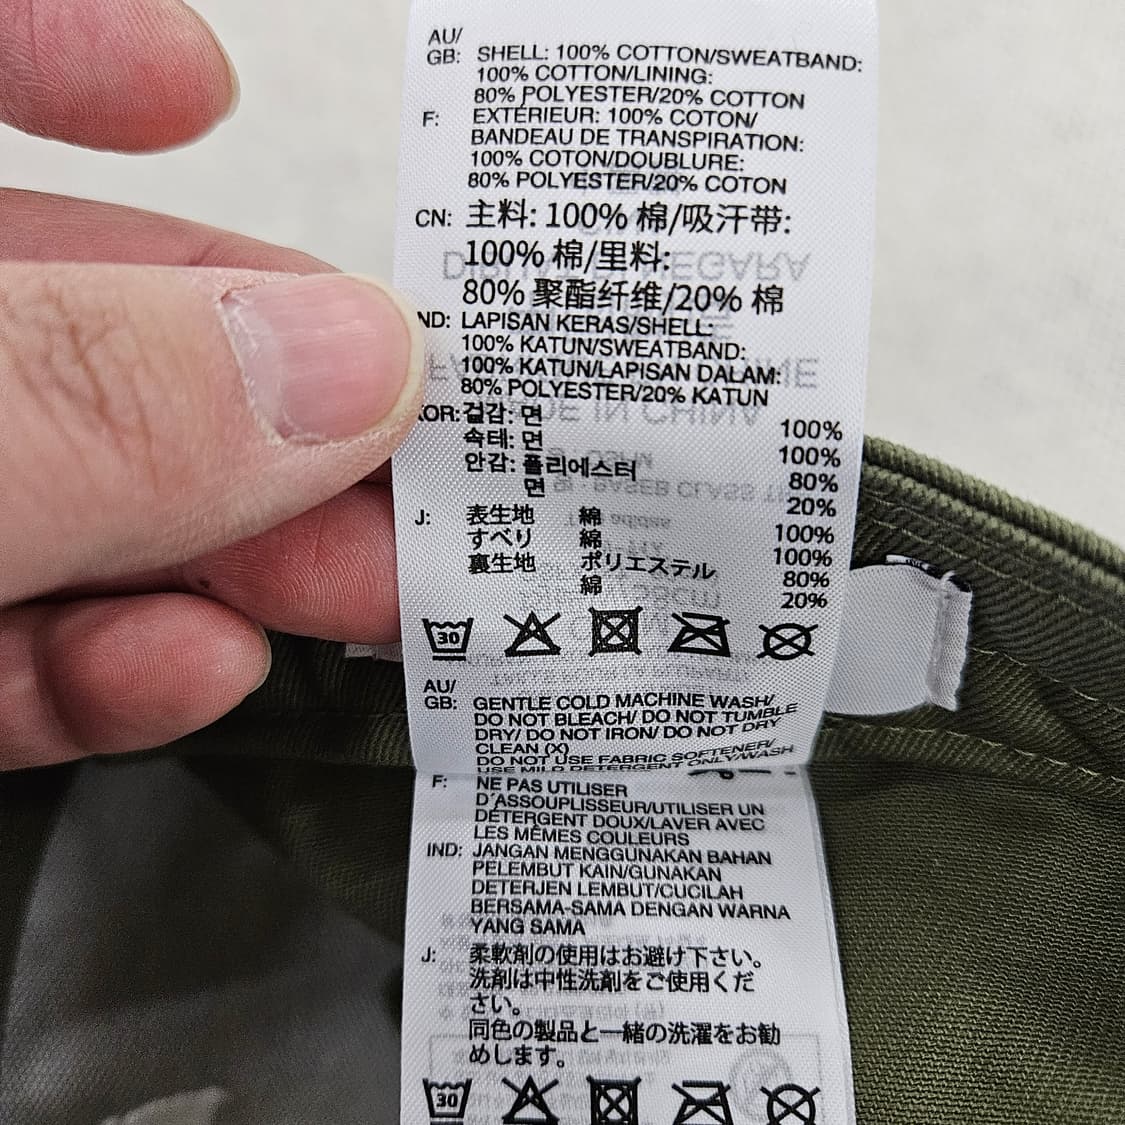 AU/
GB: SHELL: 100% COTTON/SWEATBAND:
100% COTTON/LINING:
80% POLYESTER/20% COTTON
F: EXTÉRIEUR: 100% COTON/
BANDEAU DE TRANSPIRATION:
100% COTON/DOUBLURE:
80% POLYESTER/20% COTON
CN: 主料: 100% 棉/吸汗带:
100% 棉/里料:
80% 聚酯纤维/20% 棉
ND: LAPISAN KERAS/SHELL:
100% KATUN/SWEATBAND:
100% KATUN/LAPISAN DALAM:
80% POLYESTER/20% KATUN
KOR: 겉감: 면 100%
속테: 면 100%
안감: 폴리에스터 80%
면 20%
J: 表生地 綿 100%
すべり 綿 100%
裏生地 ポリエステル 80%
綿 20%
30
AU/
GB: GENTLE COLD MACHINE WASH/
DO NOT BLEACH/ DO NOT TUMBLE
DRY/ DO NOT IRON/ DO NOT DRY
CLEAN (X)
DO NOT USE FABRIC SOFTENER/
USE MILD DETERGENT ONLY/WASH
F: NE PAS UTILISER
D'ASSOUPLISSEUR/UTILISER UN
DÉTERGENT DOUX/LAVER AVEC
LES MÊMES COULEURS
IND: JANGAN MENGGUNAKAN BAHAN
PELEMBUT KAIN/GUNAKAN
DETERJEN LEMBUT/CUCILAH
BERSAMA-SAMA DENGAN WARNA
YANG SAMA
J: 柔軟剤の使用はお避け下さい。
洗剤は中性洗剤をご使用くだ
さい。
同色の製品と一緒の洗濯をお勧
めします。
30